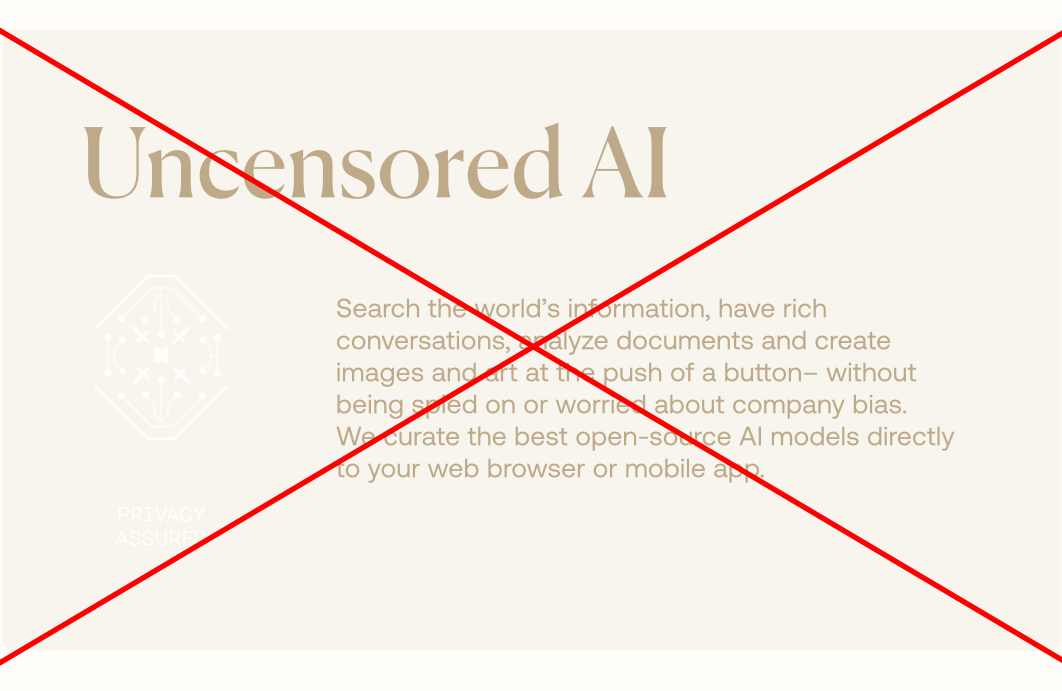 Uncensored AI
Search the world’s information, have rich
conversations, analyze documents and create
images and art at the push of a button– without
being spied on or worried about company bias.
We curate the best open-source AI models directly
to your web browser or mobile app.
PRIVACY
ASSURED